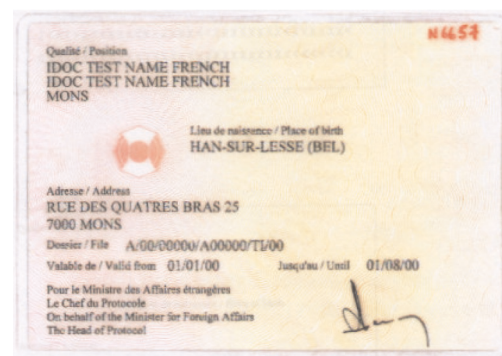 N4457
Qualité / Position
IDOC TEST NAME FRENCH
IDOC TEST NAME FRENCH
MONS
Lieu de naissance / Place of birth
HAN-SUR-LESSE (BEL)
Adresse / Address
RUE DES QUATRES BRAS 25
7000 MONS
Dossier / File A/00/00000/A00000/TI/00
Valable de / Valid from 01/01/00 Jusqu'au / Until 01/08/00
Pour le Ministre des Affaires étrangères
Le Chef du Protocole
On behalf of the Minister for Foreign Affairs
The Head of Protocol